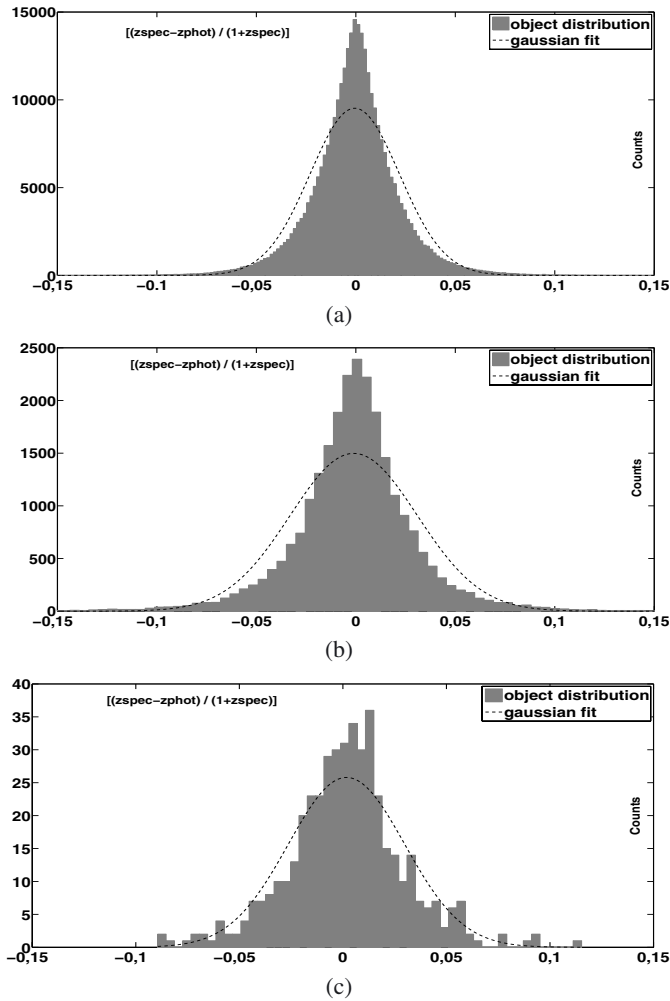 15000
10000
5000
0
[(zspec−zphot) / (1+zspec)]
object distribution
gaussian fit
Counts
−0,15
−0.1
−0,05
0
0,05
0,1
0,15
(a)
2500
2000
1500
1000
500
0
[(zspec−zphot) / (1+zspec)]
object distribution
gaussian fit
Counts
−0,15
−0,1
−0,05
0
0,05
0,1
0,15
(b)
40
35
30
25
20
15
10
5
0
[(zspec−zphot) / (1+zspec)]
object distribution
gaussian fit
Counts
−0,15
−0,1
−0,05
0
0,05
0,1
0,15
(c)